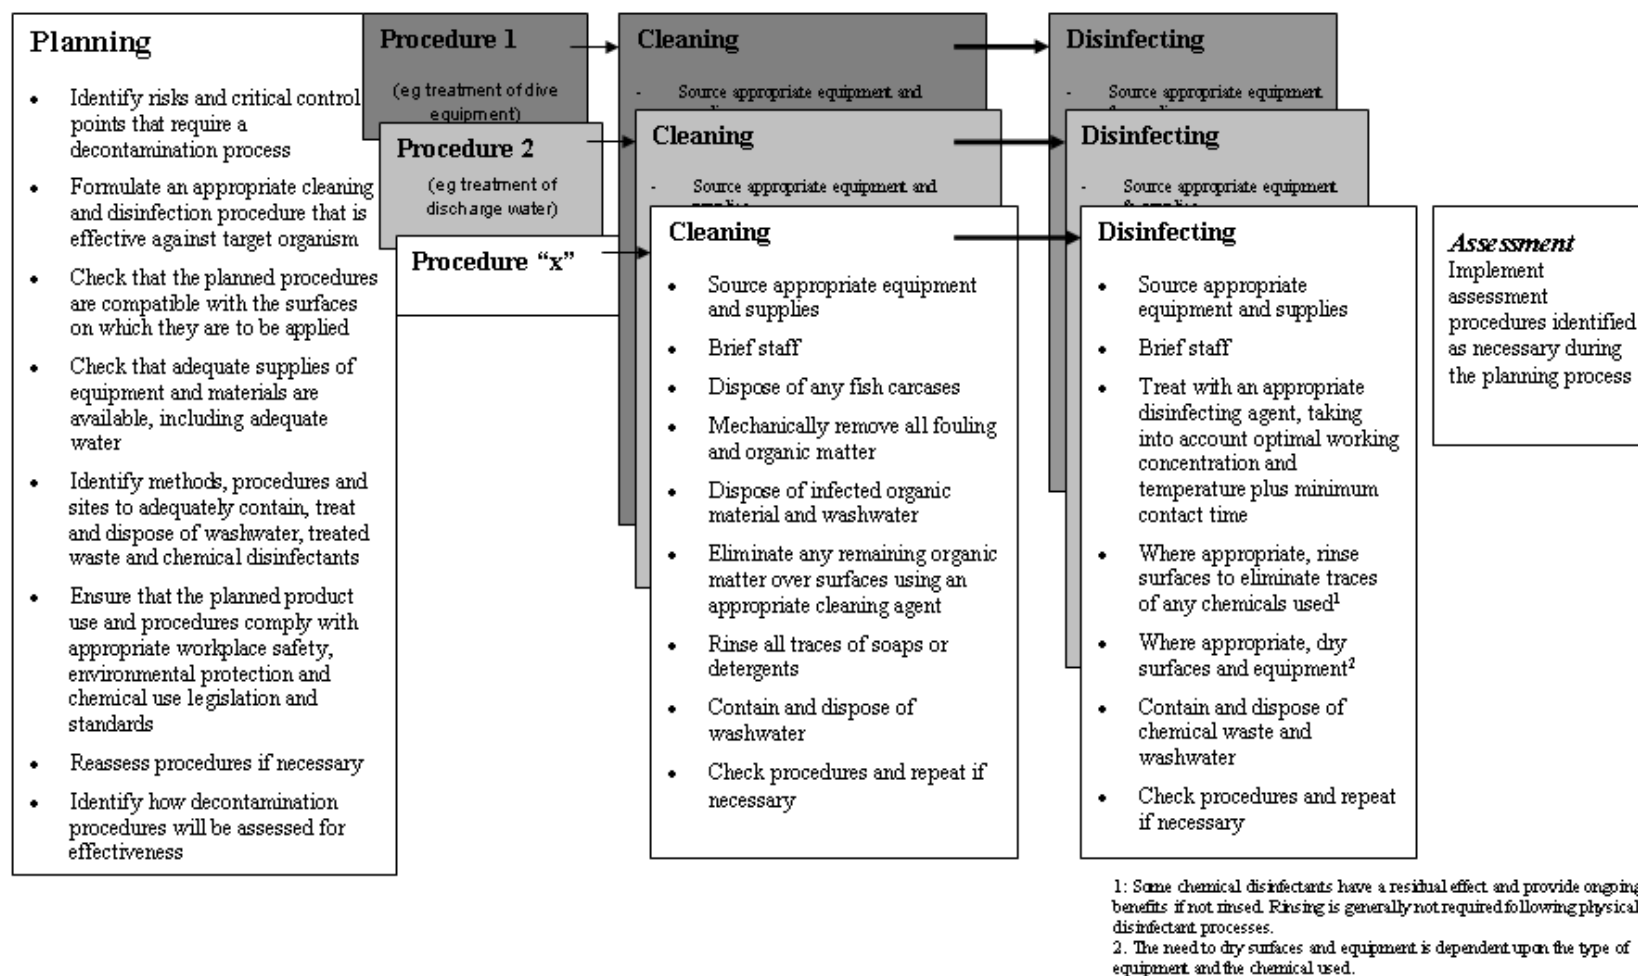 Planning
• Identify risks and critical control
points that require a
decontamination process
• Formulate an appropriate cleaning
and disinfection procedure that is
effective against target organism
• Check that the planned procedures
are compatible with the surfaces
on which they are to be applied
• Check that adequate supplies of
equipment and materials are
available, including adequate
water
• Identify methods, procedures and
sites to adequately contain, treat
and dispose of washwater, treated
waste and chemical disinfectants
• Ensure that the planned product
use and procedures comply with
appropriate workplace safety,
environmental protection and
chemical use legislation and
standards
• Reassess procedures if necessary
• Identify how decontamination
procedures will be assessed for
effectiveness
Procedure 1
(eg treatment of dive
equipment)
Procedure 2
(eg treatment of
discharge water)
Procedure “x”
Cleaning
- Source appropriate equipment and
Cleaning
- Source appropriate equipment and
Cleaning
• Source appropriate equipment
and supplies
• Brief staff
• Dispose of any fish carcases
• Mechanically remove all fouling
and organic matter
• Dispose of infected organic
material and washwater
• Eliminate any remaining organic
matter over surfaces using an
appropriate cleaning agent
• Rinse all traces of soaps or
detergents
• Contain and dispose of
washwater
• Check procedures and repeat if
necessary
Disinfecting
- Source appropriate equipment
Disinfecting
- Source appropriate equipment
Disinfecting
• Source appropriate
equipment and supplies
• Brief staff
• Treat with an appropriate
disinfecting agent, taking
into account optimal working
concentration and
temperature plus minimum
contact time
• Where appropriate, rinse
surfaces to eliminate traces
of any chemicals used¹
• Where appropriate, dry
surfaces and equipment²
• Contain and dispose of
chemical waste and
washwater
• Check procedures and repeat
if necessary
Assessment
Implement
assessment
procedures identified
as necessary during
the planning process
1: Some chemical disinfectants have a residual effect and provide ongoing
benefits if not rinsed. Rinsing is generally not required following physical
disinfectant processes.
2. The need to dry surfaces and equipment is dependent upon the type of
equipment and the chemical used.